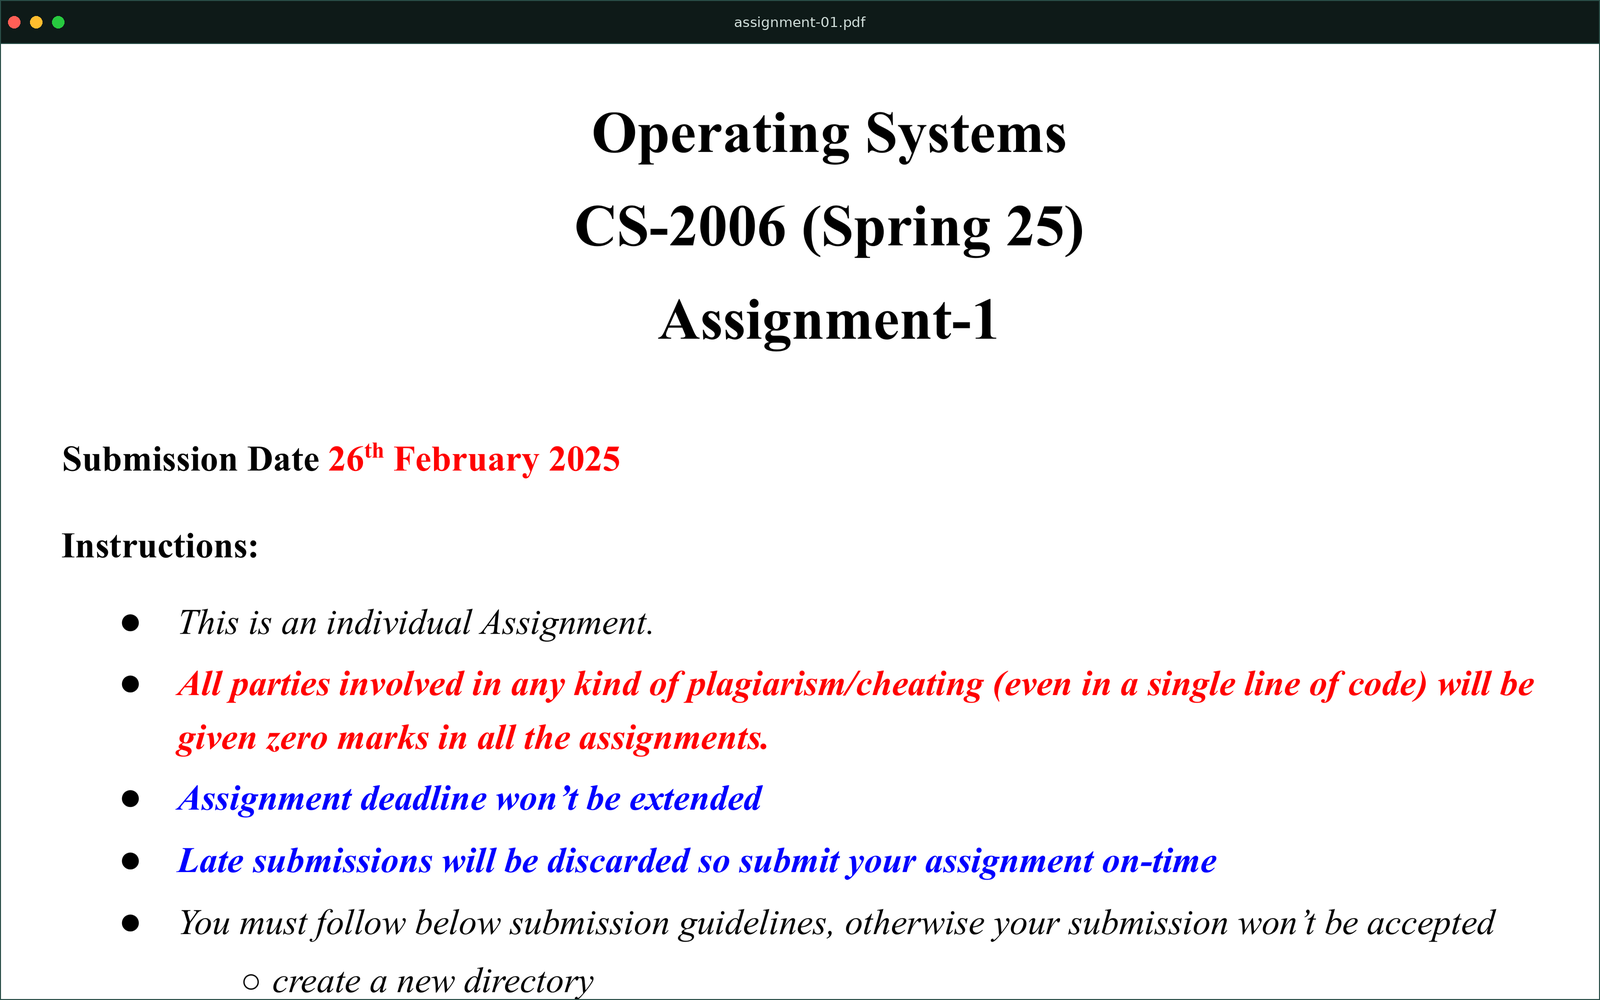 assignment-01.pdf
Operating Systems
CS-2006 (Spring 25)
Assignment-1
Submission Date 26th February 2025
Instructions:
● This is an individual Assignment.
● All parties involved in any kind of plagiarism/cheating (even in a single line of code) will be
given zero marks in all the assignments.
● Assignment deadline won’t be extended
● Late submissions will be discarded so submit your assignment on-time
● You must follow below submission guidelines, otherwise your submission won’t be accepted
○ create a new directory